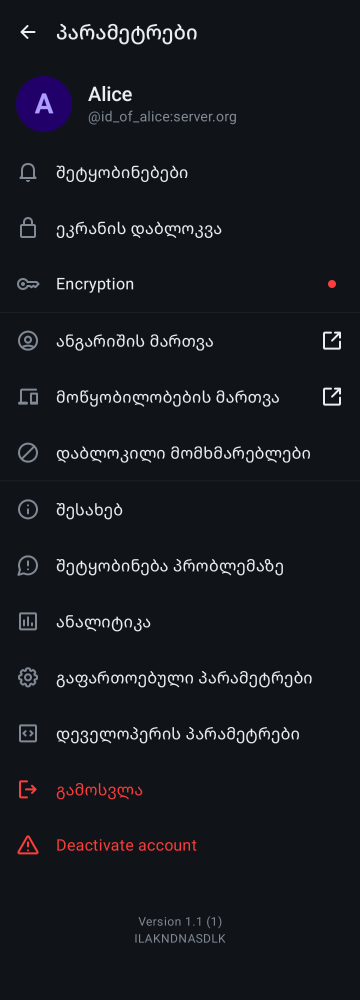 პარამეტრები
A
Alice
@id_of_alice:server.org
შეტყობინებები
ეკრანის დაბლოკვა
Encryption
ანგარიშის მართვა
მოწყობილობების მართვა
დაბლოკილი მომხმარებლები
შესახებ
შეტყობინება პრობლემაზე
ანალიტიკა
გაფართოებული პარამეტრები
დეველოპერის პარამეტრები
გამოსვლა
Deactivate account
Version 1.1 (1)
ILAKNDNASDLK